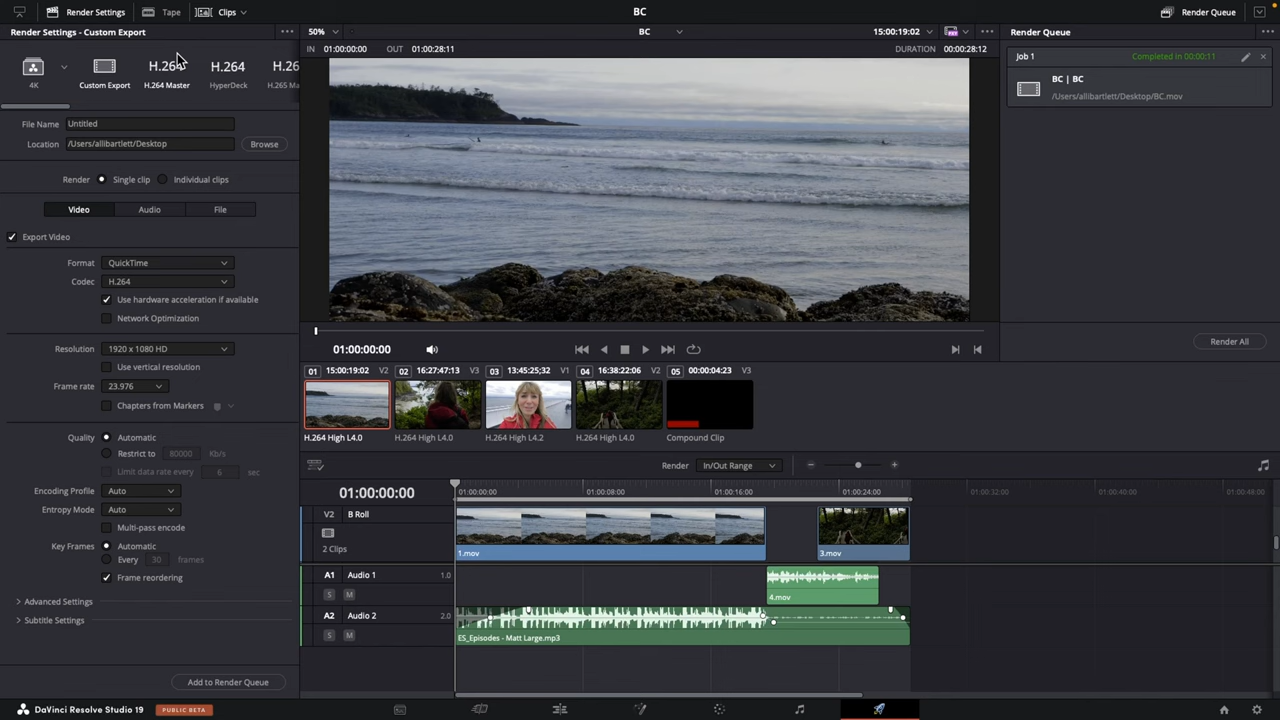 Render Settings
Tape
Clips
BC
Render Queue
Render Settings - Custom Export
50%
BC
15:00:19:02
Render Queue
IN 01:00:00:00 OUT 01:00:28:11
DURATION 00:00:28:12
4K
Custom Export
H.264
H.264 Master
H.264
HyperDeck
H.26
H.265 Ma
Job 1
Completed in 00:00:11
BC | BC
/Users/allibartlett/Desktop/BC.mov
File Name Untitled
Location /Users/allibartlett/Desktop Browse
Render Single clip Individual clips
Video Audio File
Export Video
Format QuickTime
Codec H.264
Use hardware acceleration if available
Network Optimization
Resolution 1920 x 1080 HD
Use vertical resolution
Frame rate 23.976
Chapters from Markers
Quality Automatic
Restrict to 80000 Kb/s
Limit data rate every 6 sec
Encoding Profile Auto
Entropy Mode Auto
Multi-pass encode
Key Frames Automatic
Every 30 frames
Frame reordering
Advanced Settings
Subtitle Settings
Add to Render Queue
01:00:00:00
Render All
01 15:00:19:02 V2
02 16:27:47:13 V3
03 13:45:25;32 V1
04 16:38:22:06 V2
05 00:00:04:23 V3
H.264 High L4.0
H.264 High L4.0
H.264 High L4.2
H.264 High L4.0
Compound Clip
Render In/Out Range
01:00:00:00
01:00:00:00
01:00:08:00
01:00:16:00
01:00:24:00
01:00:32:00
01:00:40:00
01:00:48:00
V2 B Roll
2 Clips
1.mov
3.mov
A1 Audio 1 1.0
S M
4.mov
A2 Audio 2 2.0
S M
ES_Episodes - Matt Large.mp3
DaVinci Resolve Studio 19 PUBLIC BETA